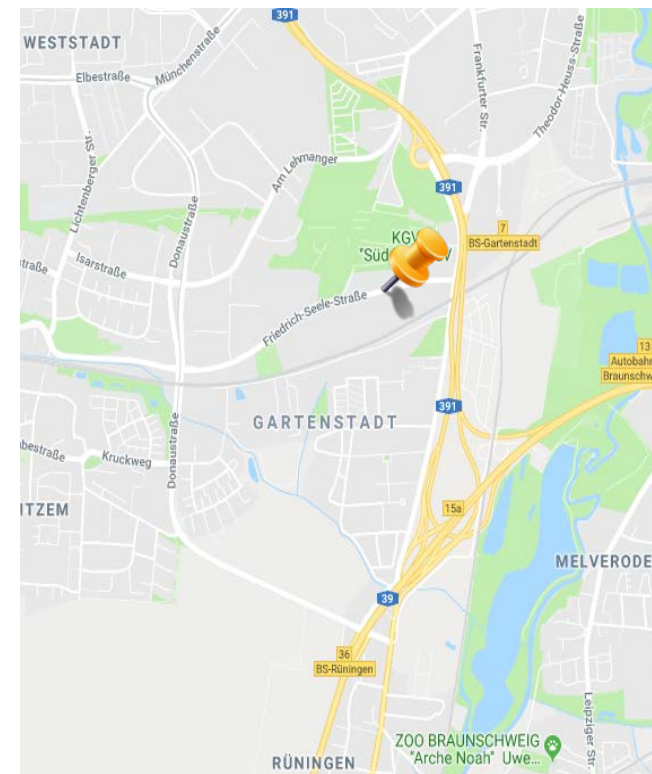 391
WESTSTADT
Elbestraße
Münchenstraße
Frankfurter Str.
Theodor-Heuss-Straße
Lichtenberger Str.
Am Lehmanger
391
Donaustraße
KGV
"Süd
7
BS-Gartenstadt
straße
Isarstraße
Friedrich-Seele-Straße
13
Autobahn
Braunschw
391
GARTENSTADT
bestraße
Kruckweg
Donaustraße
15a
ITZEM
MELVERODE
39
36
BS-Rüningen
Leipziger Str.
ZOO BRAUNSCHWEIG
"Arche Noah" Uwe...
RÜNINGEN